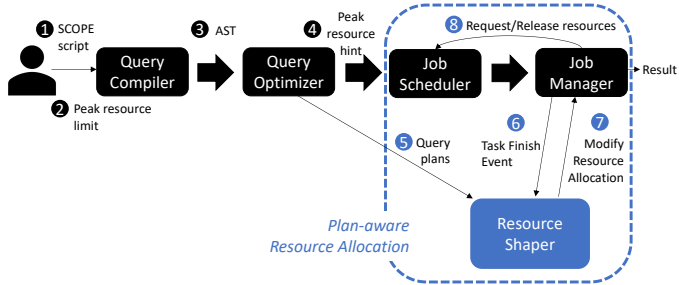 1 SCOPE
script
2 Peak resource
limit
Query
Compiler
3 AST
Query
Optimizer
4 Peak
resource
hint
Job
Scheduler
8 Request/Release resources
Job
Manager
Result
5 Query
plans
6
Task Finish
Event
7
Modify
Resource
Allocation
Resource
Shaper
Plan-aware
Resource Allocation